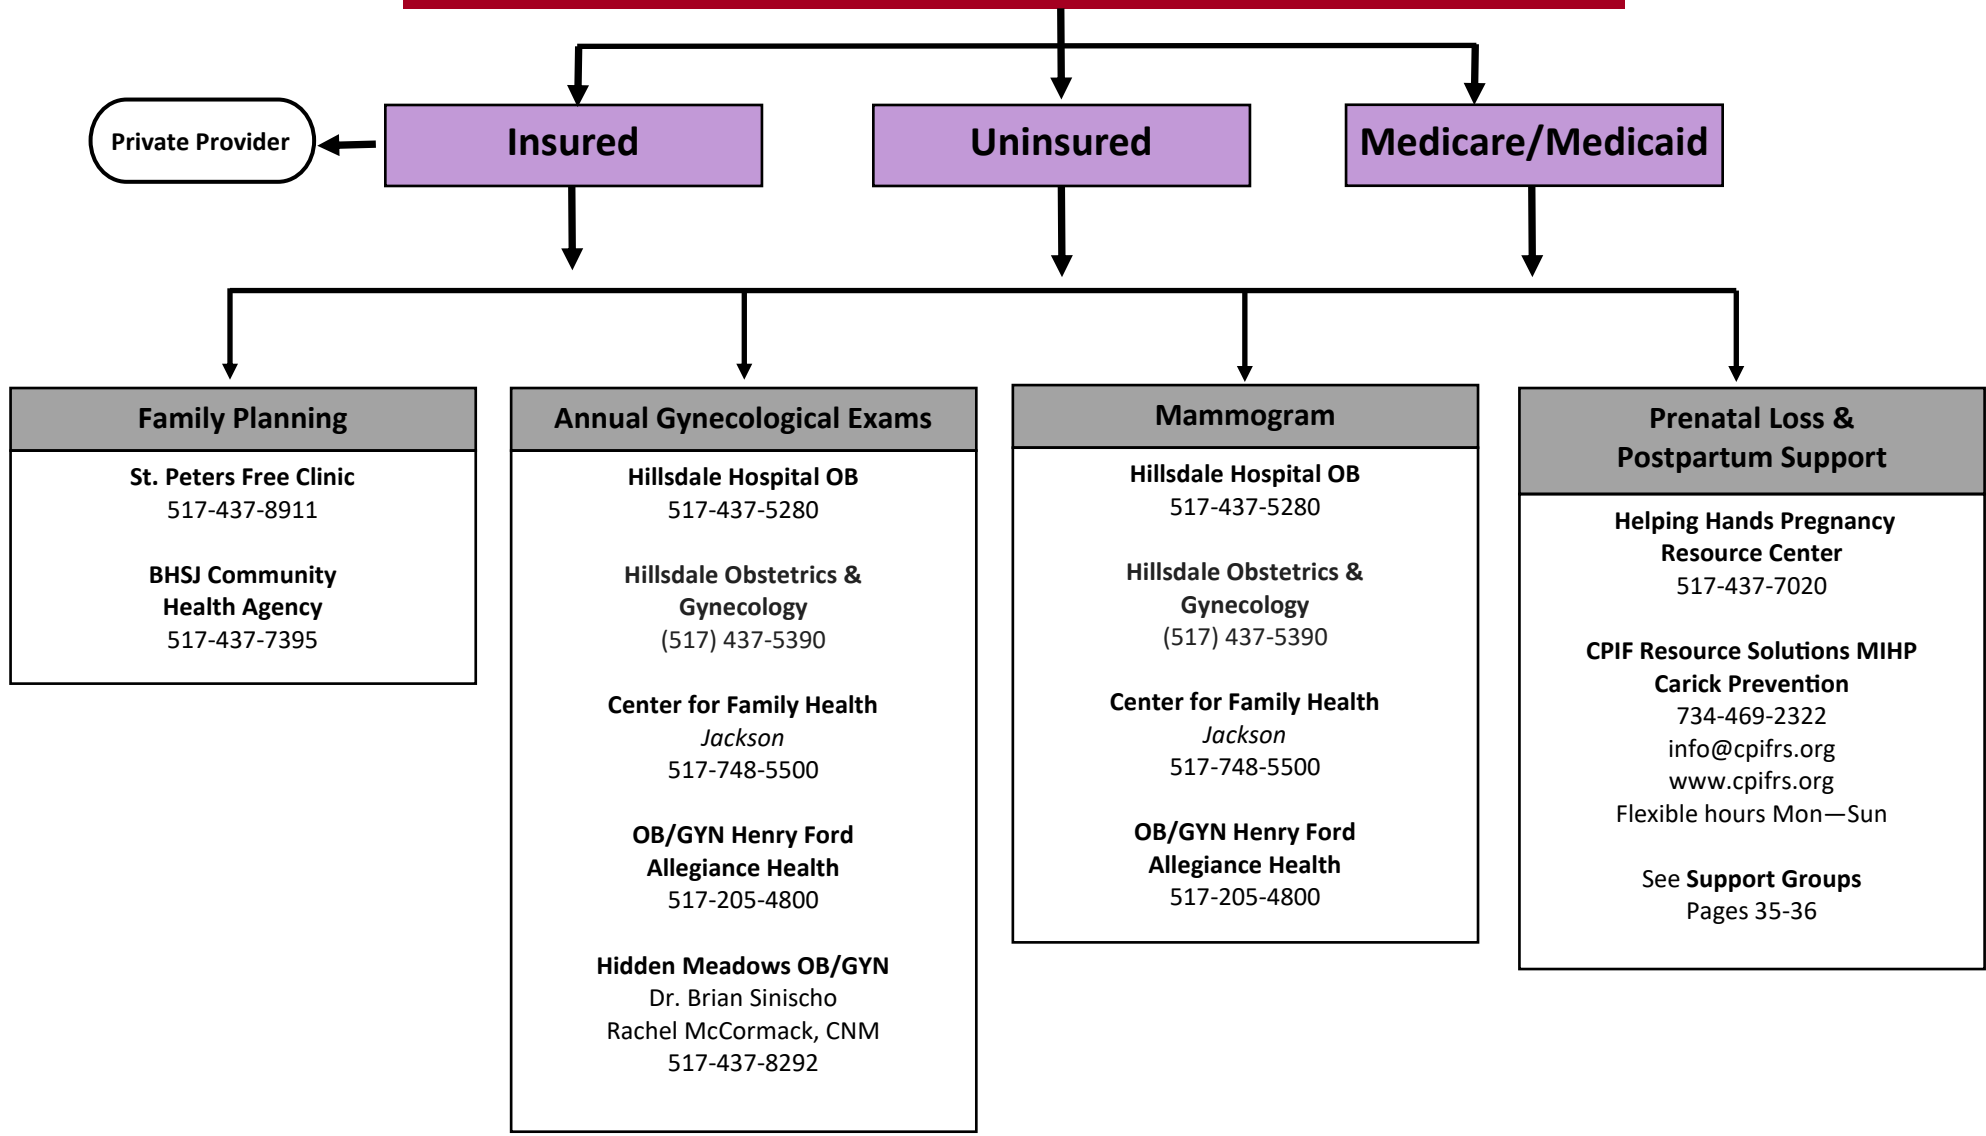 Private Provider
Insured
Uninsured
Medicare/Medicaid
Family Planning
St. Peters Free Clinic
517-437-8911
BHSJ Community
Health Agency
517-437-7395
Annual Gynecological Exams
Hillsdale Hospital OB
517-437-5280
Hillsdale Obstetrics &
Gynecology
(517) 437-5390
Center for Family Health
Jackson
517-748-5500
OB/GYN Henry Ford
Allegiance Health
517-205-4800
Hidden Meadows OB/GYN
Dr. Brian Sinischo
Rachel McCormack, CNM
517-437-8292
Mammogram
Hillsdale Hospital OB
517-437-5280
Hillsdale Obstetrics &
Gynecology
(517) 437-5390
Center for Family Health
Jackson
517-748-5500
OB/GYN Henry Ford
Allegiance Health
517-205-4800
Prenatal Loss &
Postpartum Support
Helping Hands Pregnancy
Resource Center
517-437-7020
CPIF Resource Solutions MIHP
Carick Prevention
734-469-2322
info@cpifrs.org
www.cpifrs.org
Flexible hours Mon—Sun
See Support Groups
Pages 35-36